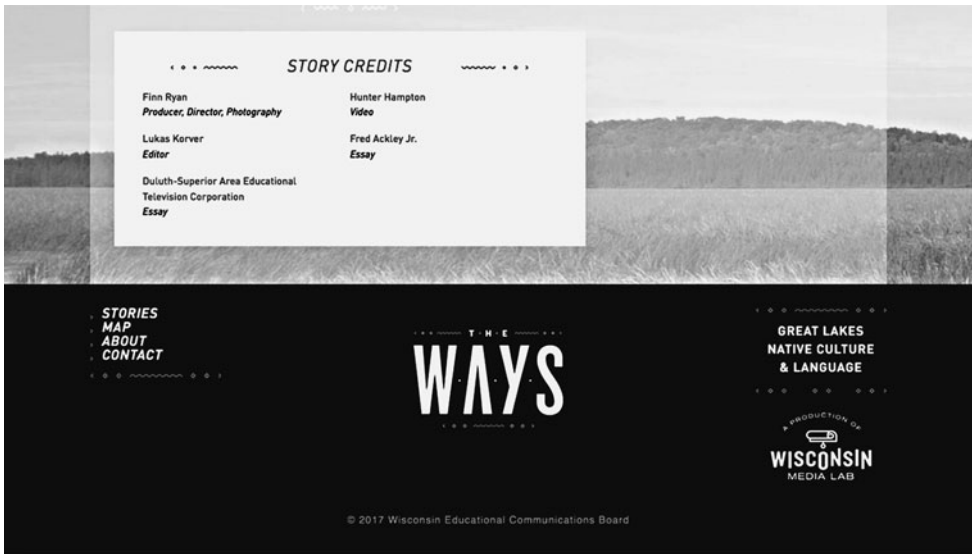 STORY CREDITS
Finn Ryan
Producer, Director, Photography
Hunter Hampton
Video
Lukas Korver
Editor
Fred Ackley Jr.
Essay
Duluth-Superior Area Educational
Television Corporation
Essay
STORIES
MAP
ABOUT
CONTACT
THE
WAYS
GREAT LAKES
NATIVE CULTURE
& LANGUAGE
A PRODUCTION OF
WISCONSIN
MEDIA LAB
© 2017 Wisconsin Educational Communications Board